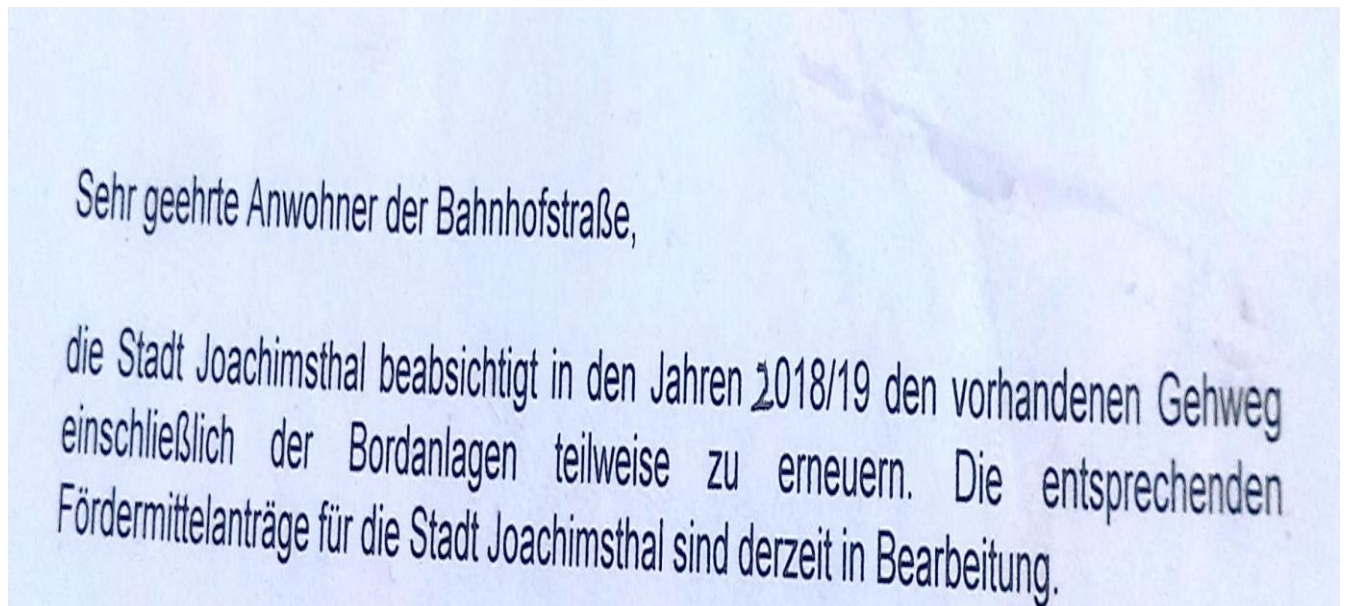 Sehr geehrte Anwohner der Bahnhofstraße,
die Stadt Joachimsthal beabsichtigt in den Jahren 2018/19 den vorhandenen Gehweg
einschließlich der Bordanlagen teilweise zu erneuern. Die entsprechenden
Fördermittelanträge für die Stadt Joachimsthal sind derzeit in Bearbeitung.